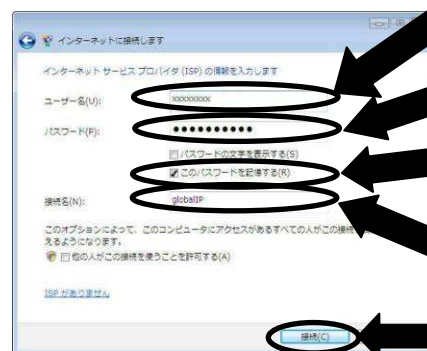 インターネットに接続します
インターネット サービス プロバイダ (ISP) の情報を入力します
ユーザー名(U):
xxxxxxxx
パスワード(P):
●●●●●●●●●●
パスワードの文字を表示する(S)
このパスワードを記憶する(R)
接続名(N):
globalIP
このオプションによって、このコンピュータにアクセスがあるすべての人がこの接続
えるようになります。
他の人がこの接続を使うことを許可する(A)
ISP がありません
接続(C)